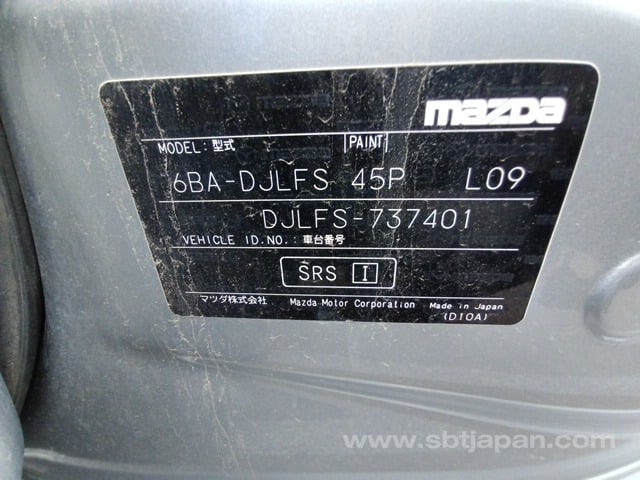 mazda
MODEL: 型式 PAINT
6BA-DJLFS 45P L09
DJLFS-737401
VEHICLE ID.NO.: 車台番号
SRS I
マツダ株式会社 Mazda Motor Corporation Made in Japan
(D10A)
www.sbtjapan.com